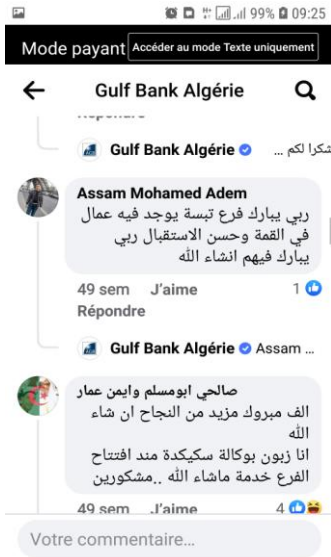 99% 09:25
Mode payant Accéder au mode Texte uniquement
Gulf Bank Algérie
Répondre
Gulf Bank Algérie شكرا لكم ...
Assam Mohamed Adem
ربي يبارك فرع تبسة يوجد فيه عمال
في القمة وحسن الاستقبال ربي
يبارك فيهم انشاء الله
49 sem J'aime 1
Répondre
Gulf Bank Algérie Assam ...
صالحي ابومسلم وايمن عمار
الف مبروك مزيد من النجاح ان شاء
الله
انا زبون بوكالة سكيكدة مند افتتاح
الفرع خدمة ماشاء الله ..مشكورين
49 sem J'aime 4
Votre commentaire...